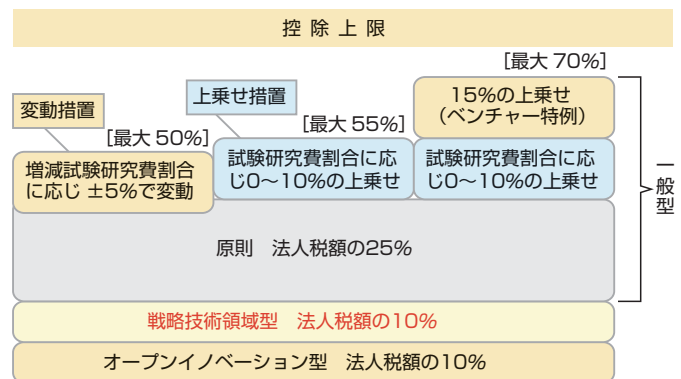 控除上限
[最大 70%]
上乗せ措置
15%の上乗せ
(ベンチャー特例)
変動措置
[最大 50%]
[最大 55%]
増減試験研究費割合
に応じ ±5%で変動
試験研究費割合に応
じ0〜10%の上乗せ
試験研究費割合に応
じ0〜10%の上乗せ
一般型
原則 法人税額の25%
戦略技術領域型 法人税額の10%
オープンイノベーション型 法人税額の10%